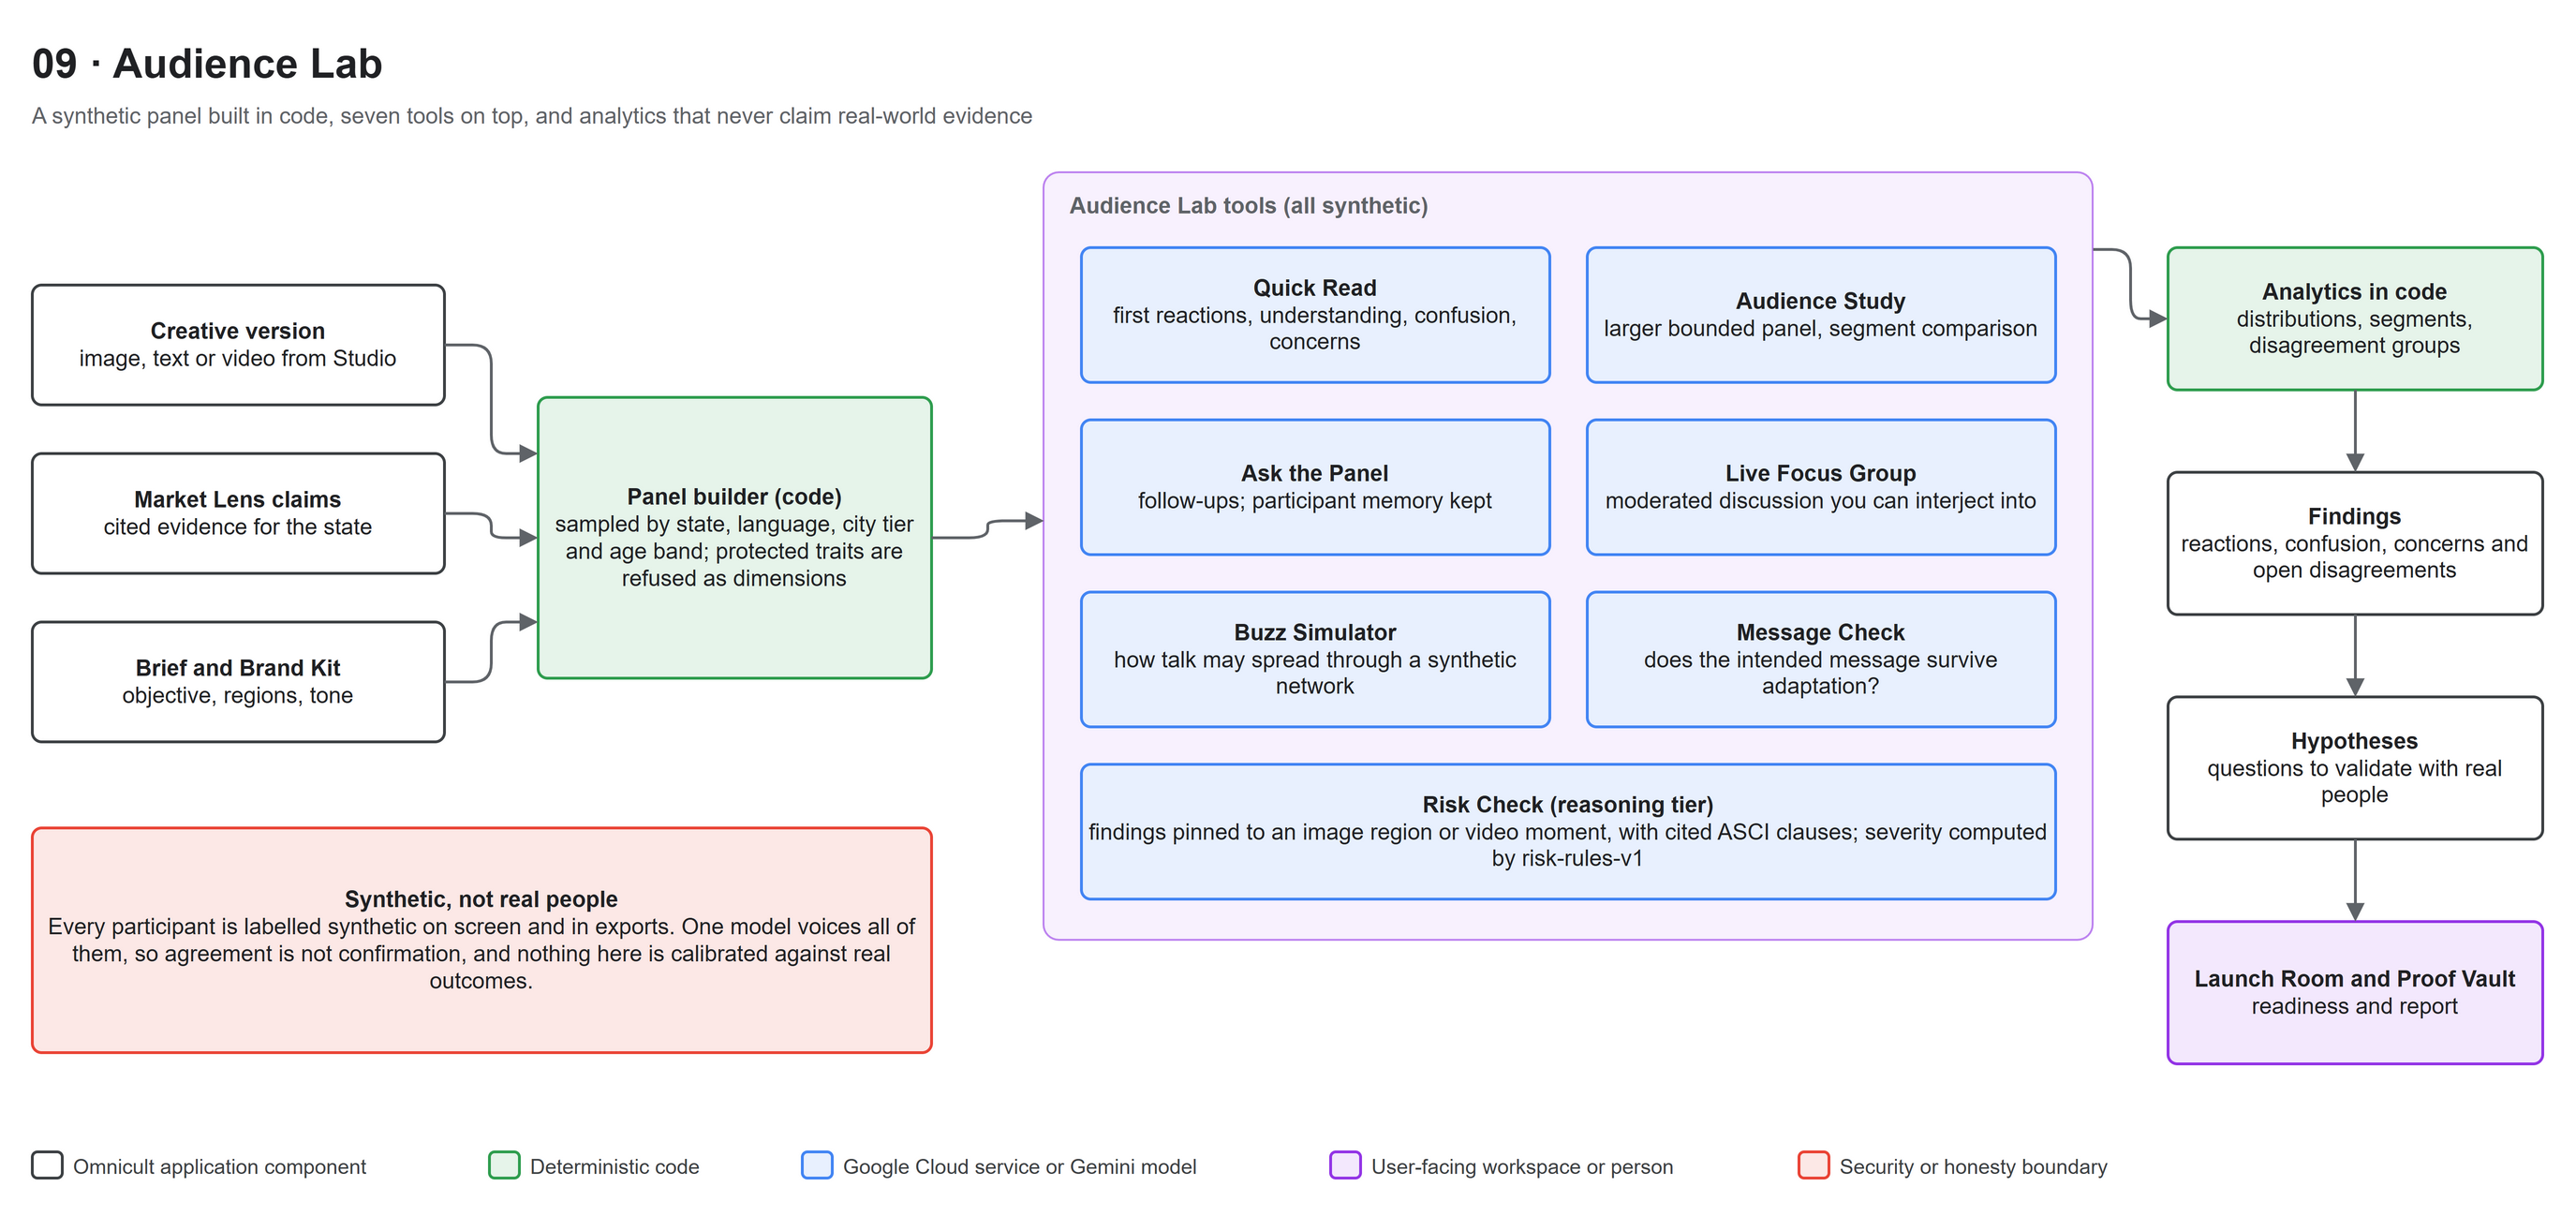 09 · Audience Lab
A synthetic panel built in code, seven tools on top, and analytics that never claim real-world evidence
Creative version
image, text or video from Studio
Market Lens claims
cited evidence for the state
Brief and Brand Kit
objective, regions, tone
Panel builder (code)
sampled by state, language, city tier
and age band; protected traits are
refused as dimensions
Synthetic, not real people
Every participant is labelled synthetic on screen and in exports. One model voices all of
them, so agreement is not confirmation, and nothing here is calibrated against real
outcomes.
Audience Lab tools (all synthetic)
Quick Read
first reactions, understanding, confusion,
concerns
Audience Study
larger bounded panel, segment comparison
Ask the Panel
follow-ups; participant memory kept
Live Focus Group
moderated discussion you can interject into
Buzz Simulator
how talk may spread through a synthetic
network
Message Check
does the intended message survive
adaptation?
Risk Check (reasoning tier)
findings pinned to an image region or video moment, with cited ASCI clauses; severity computed
by risk-rules-v1
Analytics in code
distributions, segments,
disagreement groups
Findings
reactions, confusion, concerns and
open disagreements
Hypotheses
questions to validate with real
people
Launch Room and Proof Vault
readiness and report
Omnicult application component
Deterministic code
Google Cloud service or Gemini model
User-facing workspace or person
Security or honesty boundary